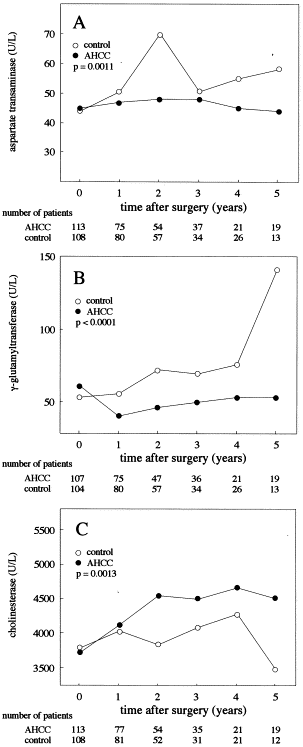 A
control
AHCC
p = 0.0011
aspartate transaminase (U/L)
70
60
50
40
30
0 1 2 3 4 5
time after surgery (years)
number of patients
AHCC 113 75 54 37 21 19
control 108 80 57 34 26 13
B
control
AHCC
p < 0.0001
γ-glutamyltransferase (U/L)
150
100
50
0 1 2 3 4 5
time after surgery (years)
number of patients
AHCC 107 75 47 36 21 19
control 104 80 57 34 26 13
C
control
AHCC
p = 0.0013
cholinesterase (U/L)
5500
5000
4500
4000
3500
0 1 2 3 4 5
time after surgery (years)
number of patients
AHCC 113 77 54 35 21 19
control 108 81 52 31 21 12